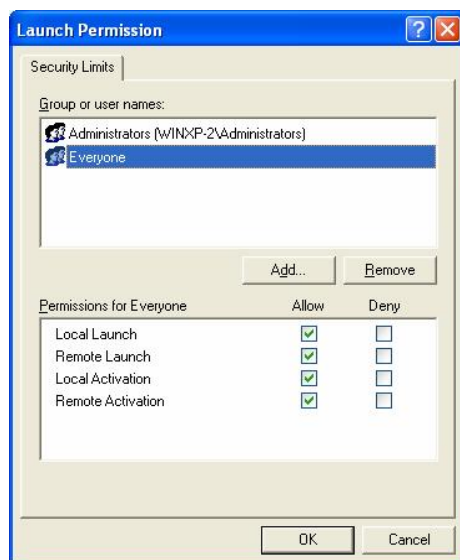 Launch Permission
Security Limits
Group or user names:
Administrators (WINXP-2\Administrators)
Everyone
Add... Remove
Permissions for Everyone Allow Deny
Local Launch
Remote Launch
Local Activation
Remote Activation
OK Cancel